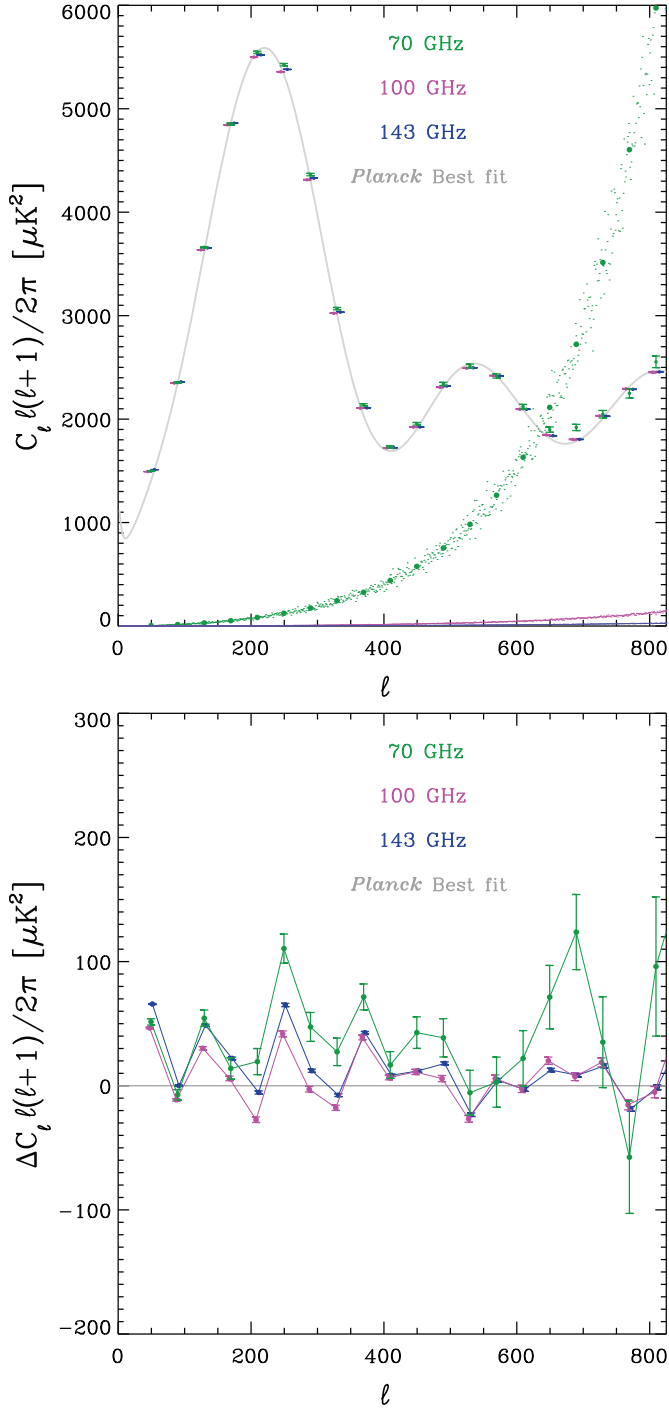 6000
5000
4000
3000
2000
1000
0
C_ℓ ℓ(ℓ+1)/2π [μK²]
70 GHz
100 GHz
143 GHz
Planck Best fit
0 200 400 600 800
ℓ
300
200
100
0
−100
−200
ΔC_ℓ ℓ(ℓ+1)/2π [μK²]
70 GHz
100 GHz
143 GHz
Planck Best fit
0 200 400 600 800
ℓ